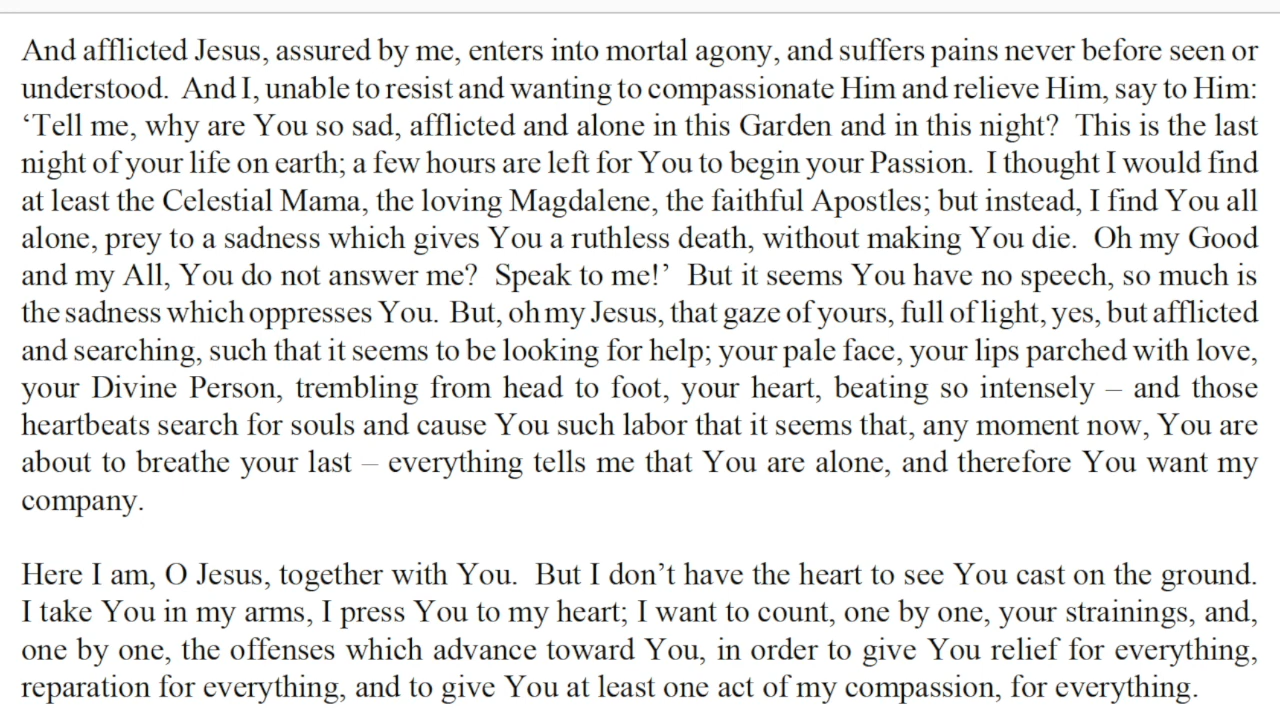 And afflicted Jesus, assured by me, enters into mortal agony, and suffers pains never before seen or
understood.  And I, unable to resist and wanting to compassionate Him and relieve Him, say to Him:
‘Tell me, why are You so sad, afflicted and alone in this Garden and in this night?  This is the last
night of your life on earth; a few hours are left for You to begin your Passion.  I thought I would find
at least the Celestial Mama, the loving Magdalene, the faithful Apostles; but instead, I find You all
alone, prey to a sadness which gives You a ruthless death, without making You die.  Oh my Good
and my All, You do not answer me?  Speak to me!’  But it seems You have no speech, so much is
the sadness which oppresses You.  But, oh my Jesus, that gaze of yours, full of light, yes, but afflicted
and searching, such that it seems to be looking for help; your pale face, your lips parched with love,
your Divine Person, trembling from head to foot, your heart, beating so intensely – and those
heartbeats search for souls and cause You such labor that it seems that, any moment now, You are
about to breathe your last – everything tells me that You are alone, and therefore You want my
company.
Here I am, O Jesus, together with You.  But I don’t have the heart to see You cast on the ground.
I take You in my arms, I press You to my heart; I want to count, one by one, your strainings, and,
one by one, the offenses which advance toward You, in order to give You relief for everything,
reparation for everything, and to give You at least one act of my compassion, for everything.